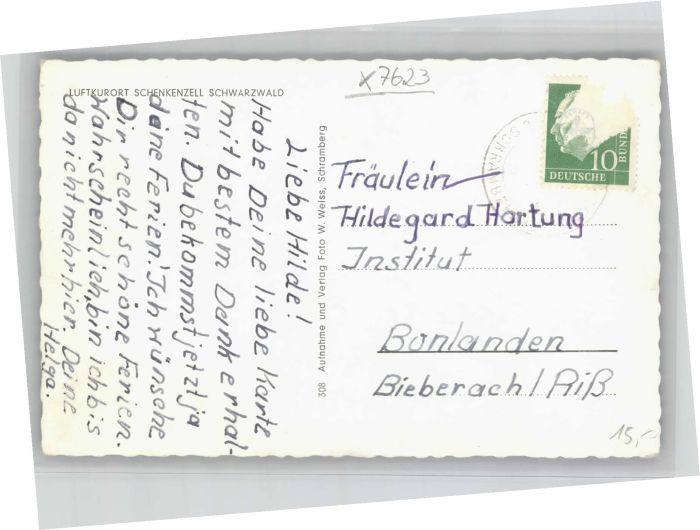 LUFTKURORT SCHENKENZELL SCHWARZWALD
x7623
Liebe Hilde!
Habe Deine liebe Karte
mit bestem Dank erhal-
ten. Du bekommst jetzt ja
deine Ferien! Ich wünsche
Dir recht schöne Ferien.
Wahrscheinlich, bin ich bis
da nicht mehr hier. Deine
Helga.
308 Aufnahme und Verlag Foto W. Weiss, Schramberg
10
BUND
DEUTSCHE
SCHRAMB
Fräulein
Hildegard Hartung
Institut
Bonlanden
Bieberach/Riß
15,-